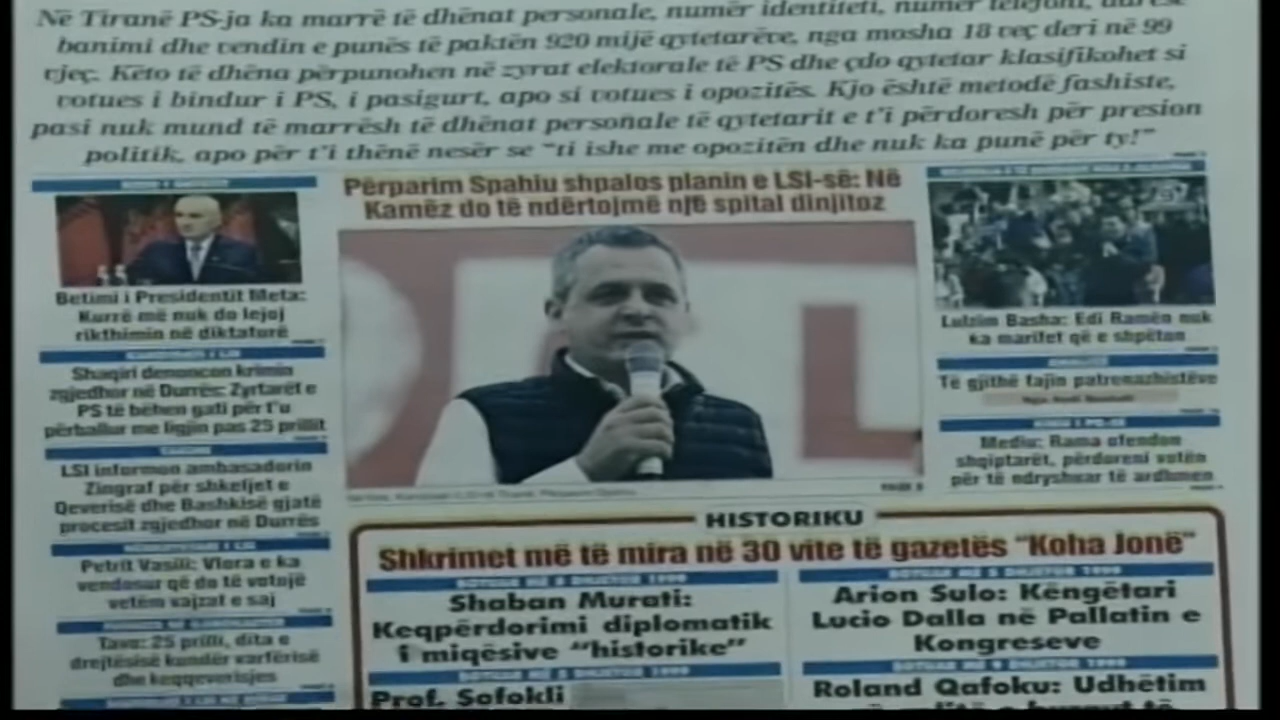 Në Tiranë PS-ja ka marrë të dhënat personale, numër identiteti, numër telefoni,
banimi dhe vendin e punës të paktën 920 mijë qytetarëve, nga mosha 18 veç deri në 99
vjeç. Këto të dhëna përpunohen në zyrat elektorale të PS dhe çdo qytetar klasifikohet si
votues i bindur i PS, i pasigurt, apo si votues i opozitës. Kjo është metodë fashiste,
pasi nuk mund të marrësh të dhënat personale të qytetarit e t'i përdoresh për presion
politik, apo për t'i thënë nesër se "ti ishe me opozitën dhe nuk ka punë për ty!"
Betimi i Presidentit Meta:
Kurrë më nuk do lejoj
rikthimin në diktaturë
Shaqiri denoncon krimin
zgjedhor në Durrës: Zyrtarët e
PS të bëhen gati për t'u
përballur me ligjin pas 25 prillit
LSI informon ambasadorin
Zingraf për shkeljet e
Qeverisë dhe Bashkisë gjatë
procesit zgjedhor në Durrës
Petrit Vasili: Vlora e ka
vendosur që do të votojë
vetëm vajzat e saj
Tavo: 25 prilli, dita e
drejtësisë kundër varfërisë
dhe keqqeverisjes
Përparim Spahiu shpalos planin e LSI-së: Në
Kamëz do të ndërtojmë një spital dinjitoz
Lulzim Basha: Edi Ramën nuk
ka marifet që e shpëton
Të gjithë fajin patronazhistëve
Mediu: Rama ofendon
shqiptarët, përdoreni votën
për të ndryshuar të ardhmen
HISTORIKU
Shkrimet më të mira në 30 vite të gazetës "Koha Jonë"
Shaban Murati:
Keqpërdorimi diplomatik
i miqësive "historike"
Prof. Sofokli
Arion Sulo: Këngëtari
Lucio Dalla në Pallatin e
Kongreseve
Roland Qafoku: Udhëtim